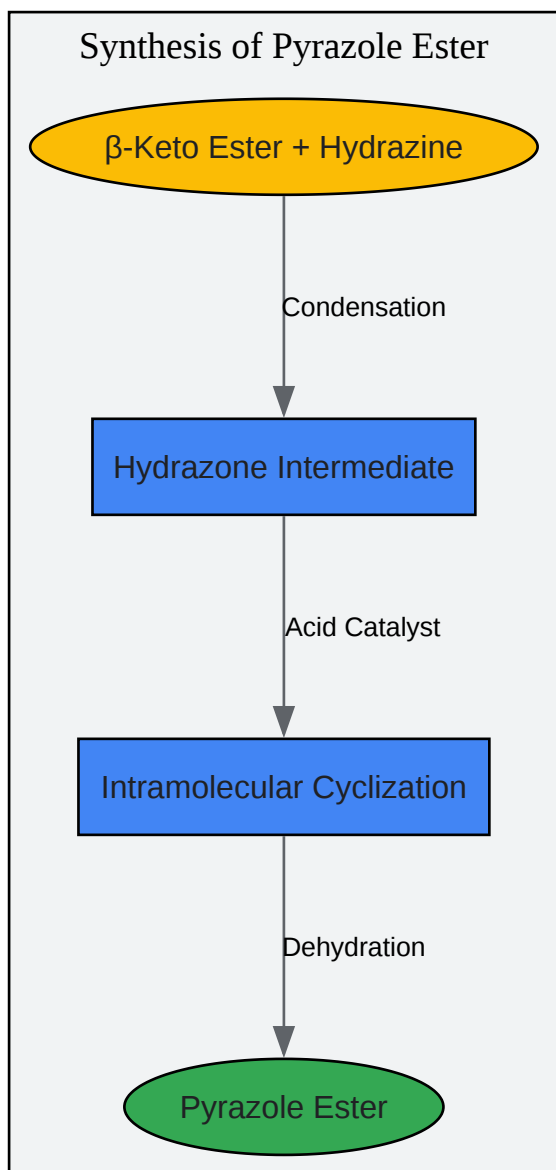 Synthesis of Pyrazole Ester
β-Keto Ester + Hydrazine
Condensation
Hydrazone Intermediate
Acid Catalyst
Intramolecular Cyclization
Dehydration
Pyrazole Ester